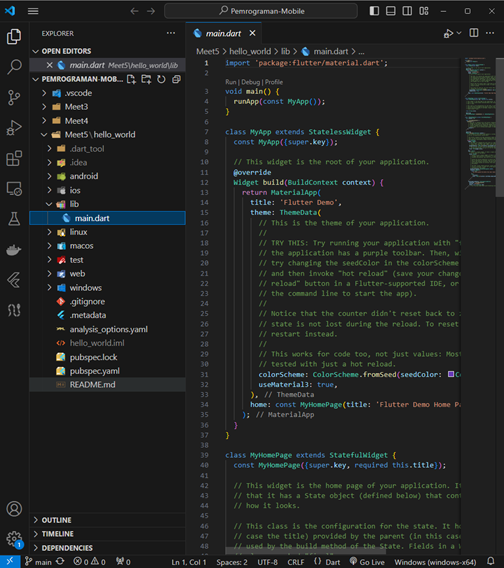 Pemrograman-Mobile
EXPLORER
OPEN EDITORS
main.dart Meet5\hello_world\lib
PEMROGRAMAN-MOB...
.vscode
Meet3
Meet4
Meet5 \ hello_world
.dart_tool
.idea
android
ios
lib
main.dart
linux
macos
test
web
windows
.gitignore
.metadata
analysis_options.yaml
hello_world.iml
pubspec.lock
pubspec.yaml
README.md
OUTLINE
TIMELINE
DEPENDENCIES
main.dart
Meet5 > hello_world > lib > main.dart > ...
1 import 'package:flutter/material.dart';
2
Run | Debug | Profile
3 void main() {
4 runApp(const MyApp());
5 }
6
7 class MyApp extends StatelessWidget {
8 const MyApp({super.key});
9
10 // This widget is the root of your application.
11 @override
12 Widget build(BuildContext context) {
13 return MaterialApp(
14 title: 'Flutter Demo',
15 theme: ThemeData(
16 // This is the theme of your application.
17 //
18 // TRY THIS: Try running your application with "
19 // the application has a purple toolbar. Then, wi
20 // try changing the seedColor in the colorScheme
21 // and then invoke "hot reload" (save your change
22 // reload" button in a Flutter-supported IDE, or
23 // the command line to start the app).
24 //
25 // Notice that the counter didn't reset back to
26 // state is not lost during the reload. To reset
27 // restart instead.
28 //
29 // This works for code too, not just values: Most
30 // tested with just a hot reload.
31 colorScheme: ColorScheme.fromSeed(seedColor: Co
32 useMaterial3: true,
33 ), // ThemeData
34 home: const MyHomePage(title: 'Flutter Demo Home Pa
35 ); // MaterialApp
36 }
37 }
38
39 class MyHomePage extends StatefulWidget {
40 const MyHomePage({super.key, required this.title});
41
42 // This widget is the home page of your application. I
43 // that it has a State object (defined below) that cont
44 // how it looks.
45
46 // This class is the configuration for the state. It ho
47 // case the title) provided by the parent (in this case
48 // used by the build method of the State. Fields in a
main 0 0 0 Ln 1, Col 1 Spaces: 2 UTF-8 CRLF {} Dart Go Live Windows (windows-x64)